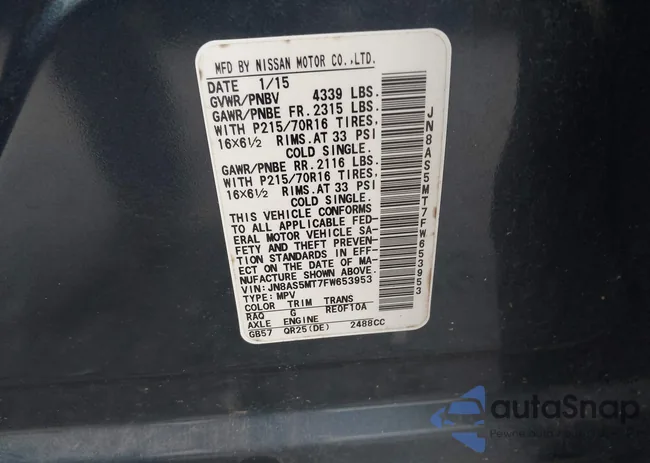 MFD BY NISSAN MOTOR CO.,LTD.
DATE 1/15
GVWR/PNBV 4339 LBS.
GAWR/PNBE FR. 2315 LBS.
WITH P215/70R16 TIRES,
16X6½ RIMS. AT 33 PSI
COLD SINGLE.
GAWR/PNBE RR. 2116 LBS.
WITH P215/70R16 TIRES,
16X6½ RIMS. AT 33 PSI
COLD SINGLE.
THIS VEHICLE CONFORMS
TO ALL APPLICABLE FED-
ERAL MOTOR VEHICLE SA-
FETY AND THEFT PREVEN-
TION STANDARDS IN EFF-
ECT ON THE DATE OF MA-
NUFACTURE SHOWN ABOVE.
VIN: JN8AS5MT7FW653953
TYPE: MPV
COLOR TRIM TRANS
RAQ G RE0F10A
AXLE ENGINE
GB57 QR25(DE) 2488CC
JN8AS5MT7FW653953
autoSnap